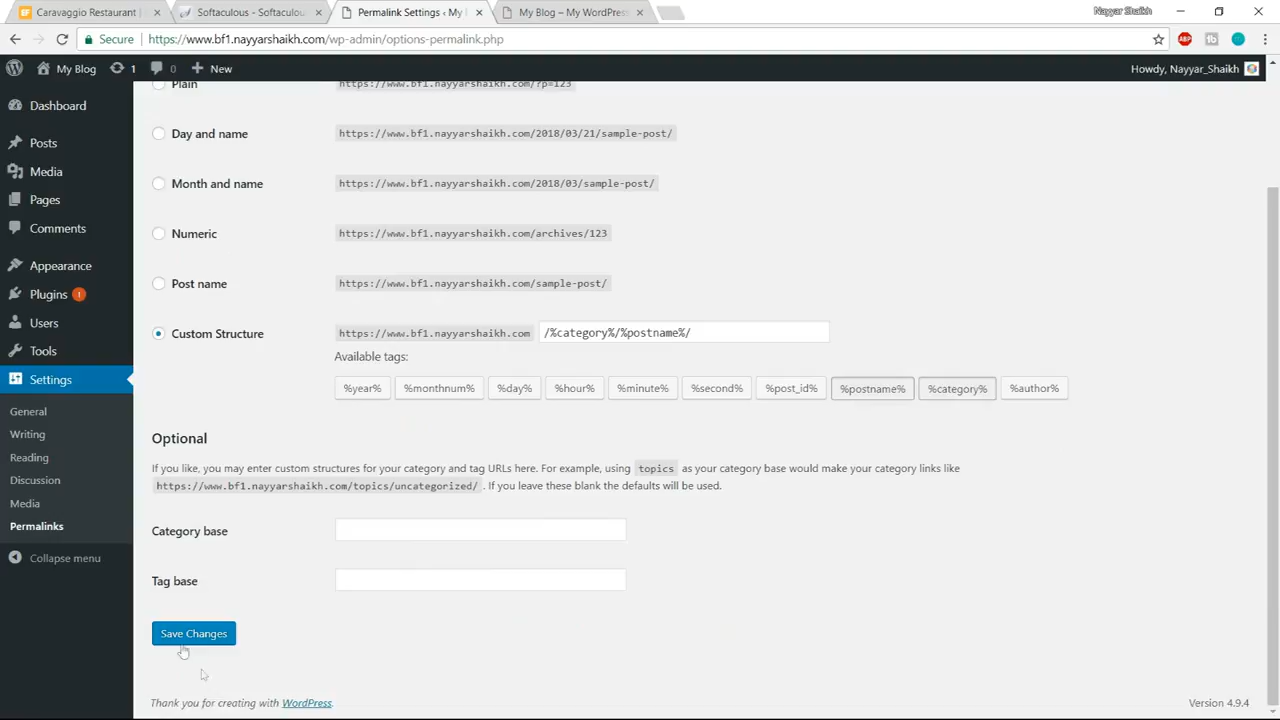 Caravaggio Restaurant |
Softaculous - Softaculou
Permalink Settings ‹ My
My Blog – My WordPress
Nayyar Shaikh
Secure
https://www.bf1.nayyarshaikh.com/wp-admin/options-permalink.php
ABP
My Blog
1
0
New
Howdy, Nayyar_Shaikh
Dashboard
Posts
Media
Pages
Comments
Appearance
Plugins 1
Users
Tools
Settings
General
Writing
Reading
Discussion
Media
Permalinks
Collapse menu
Plain https://www.bf1.nayyarshaikh.com/?p=123
Day and name https://www.bf1.nayyarshaikh.com/2018/03/21/sample-post/
Month and name https://www.bf1.nayyarshaikh.com/2018/03/sample-post/
Numeric https://www.bf1.nayyarshaikh.com/archives/123
Post name https://www.bf1.nayyarshaikh.com/sample-post/
Custom Structure https://www.bf1.nayyarshaikh.com /%category%/%postname%/
Available tags:
%year% %monthnum% %day% %hour% %minute% %second% %post_id% %postname% %category% %author%
Optional
If you like, you may enter custom structures for your category and tag URLs here. For example, using topics as your category base would make your category links like
https://www.bf1.nayyarshaikh.com/topics/uncategorized/ . If you leave these blank the defaults will be used.
Category base
Tag base
Save Changes
Thank you for creating with WordPress.
Version 4.9.4